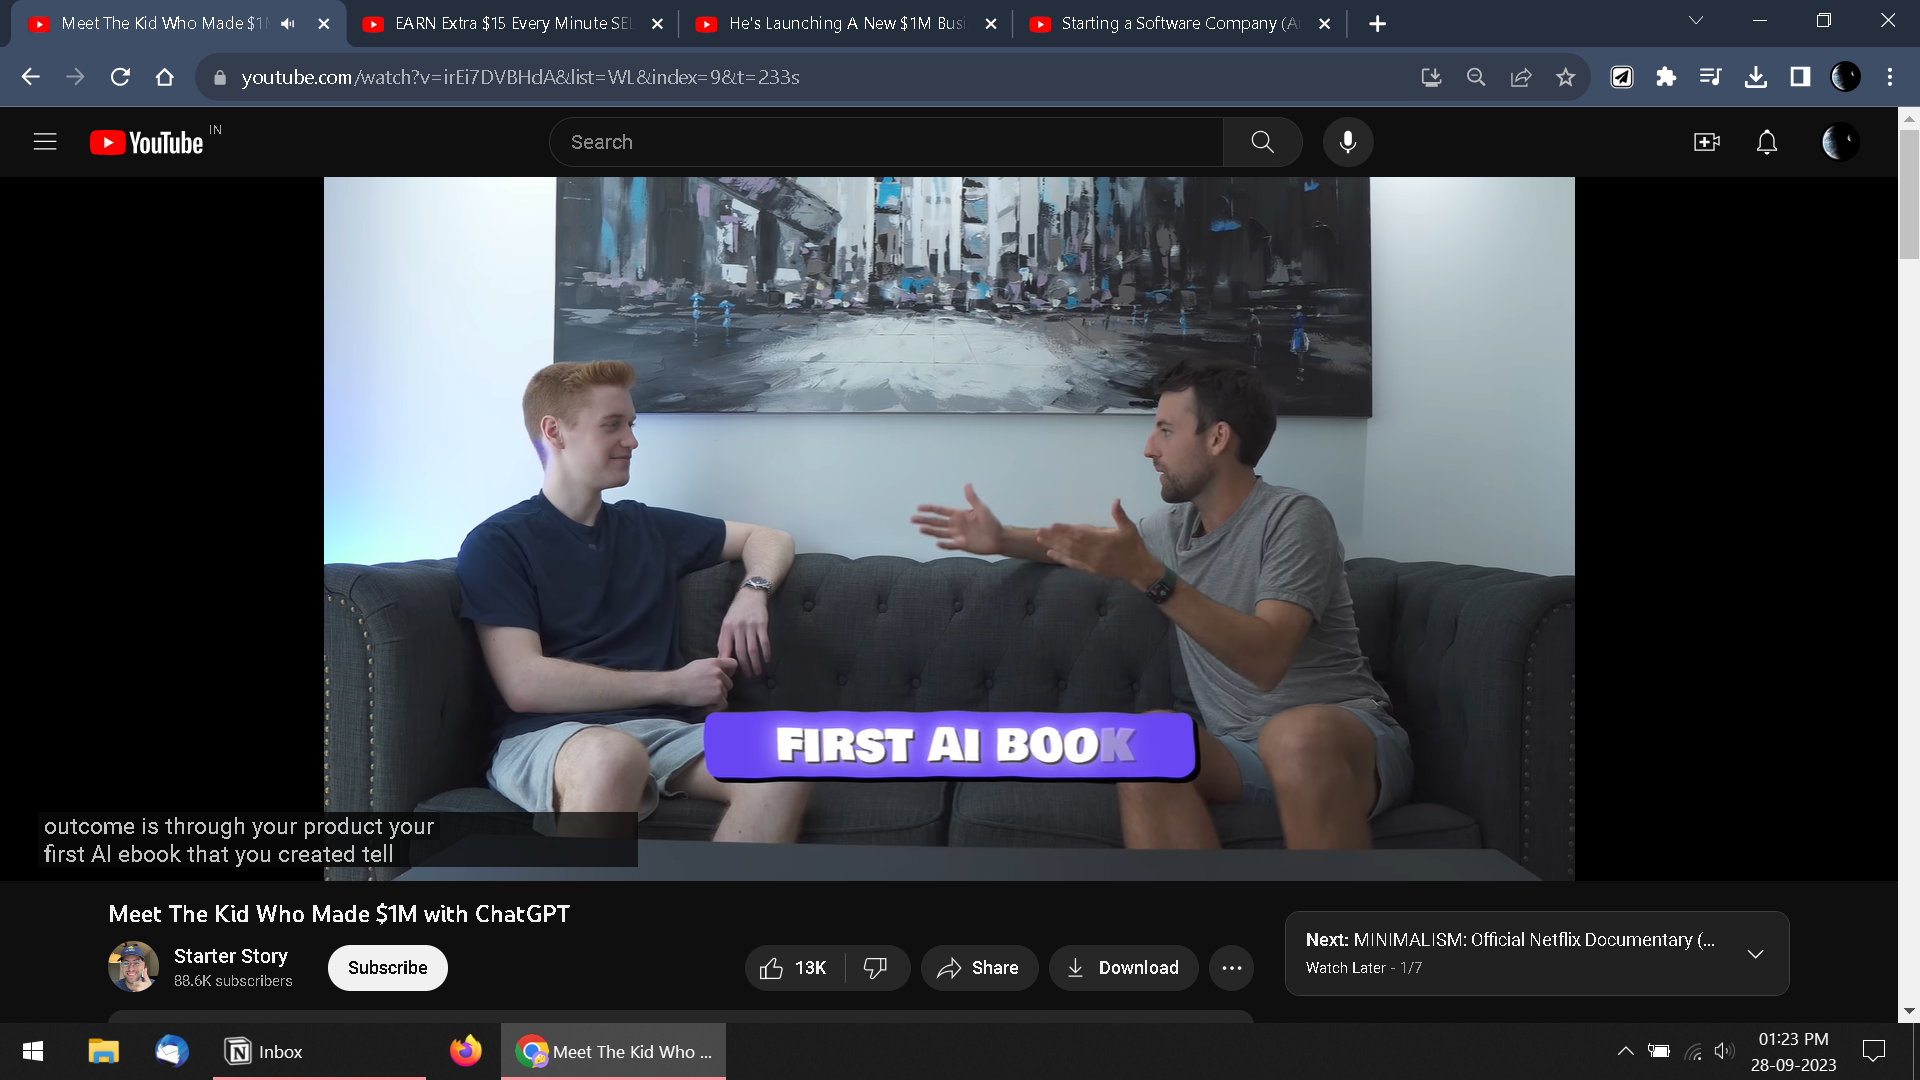 Meet The Kid Who Made $1M
EARN Extra $15 Every Minute SEL
He's Launching A New $1M Busi
Starting a Software Company (A
youtube.com/watch?v=irEi7DVBHdA&list=WL&index=9&t=233s
YouTube IN
Search
FIRST AI BOOK
outcome is through your product your
first AI ebook that you created tell
Meet The Kid Who Made $1M with ChatGPT
Starter Story
88.6K subscribers
Subscribe
13K
Share
Download
Next: MINIMALISM: Official Netflix Documentary (...
Watch Later - 1/7
Inbox
Meet The Kid Who ...
01:23 PM
28-09-2023